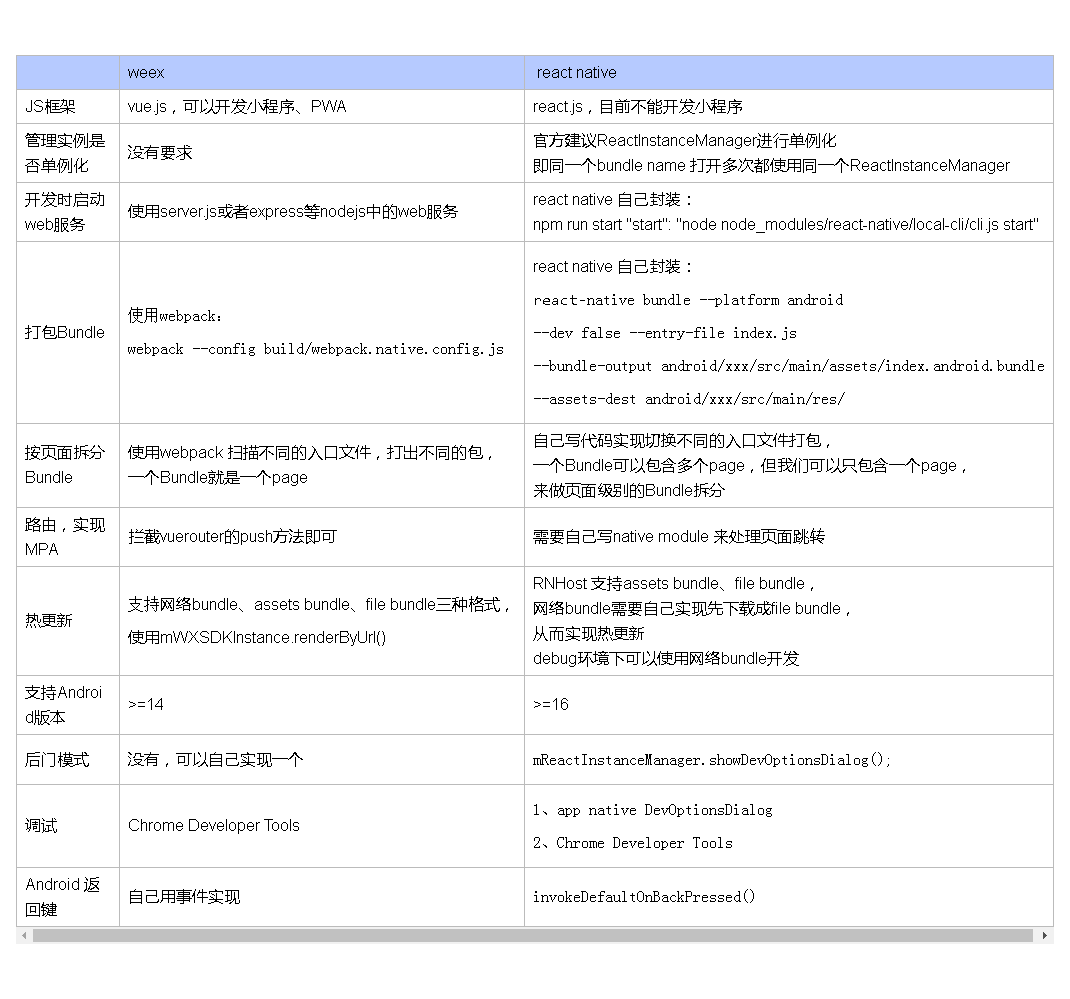 weex
react native
JS框架
vue.js，可以开发小程序、PWA
react.js，目前不能开发小程序
管理实例是
否单例化
没有要求
官方建议ReactInstanceManager进行单例化
即同一个bundle name 打开多次都使用同一个ReactInstanceManager
开发时启动
web服务
使用server.js或者express等nodejs中的web服务
react native 自己封装：
npm run start "start": "node node_modules/react-native/local-cli/cli.js start"
打包Bundle
使用webpack：
webpack --config build/webpack.native.config.js
react native 自己封装：
react-native bundle --platform android
--dev false --entry-file index.js
--bundle-output android/xxx/src/main/assets/index.android.bundle
--assets-dest android/xxx/src/main/res/
按页面拆分
Bundle
使用webpack 扫描不同的入口文件，打出不同的包，
一个Bundle就是一个page
自己写代码实现切换不同的入口文件打包，
一个Bundle可以包含多个page，但我们可以只包含一个page，
来做页面级别的Bundle拆分
路由，实现
MPA
拦截vuerouter的push方法即可
需要自己写native module 来处理页面跳转
热更新
支持网络bundle、assets bundle、file bundle三种格式，
使用mWXSDKInstance.renderByUrl()
RNHost 支持assets bundle、file bundle，
网络bundle需要自己实现先下载成file bundle，
从而实现热更新
debug环境下可以使用网络bundle开发
支持Androi
d版本
>=14
>=16
后门模式
没有，可以自己实现一个
mReactInstanceManager.showDevOptionsDialog();
调试
Chrome Developer Tools
1、app native DevOptionsDialog
2、Chrome Developer Tools
Android 返
回键
自己用事件实现
invokeDefaultOnBackPressed()